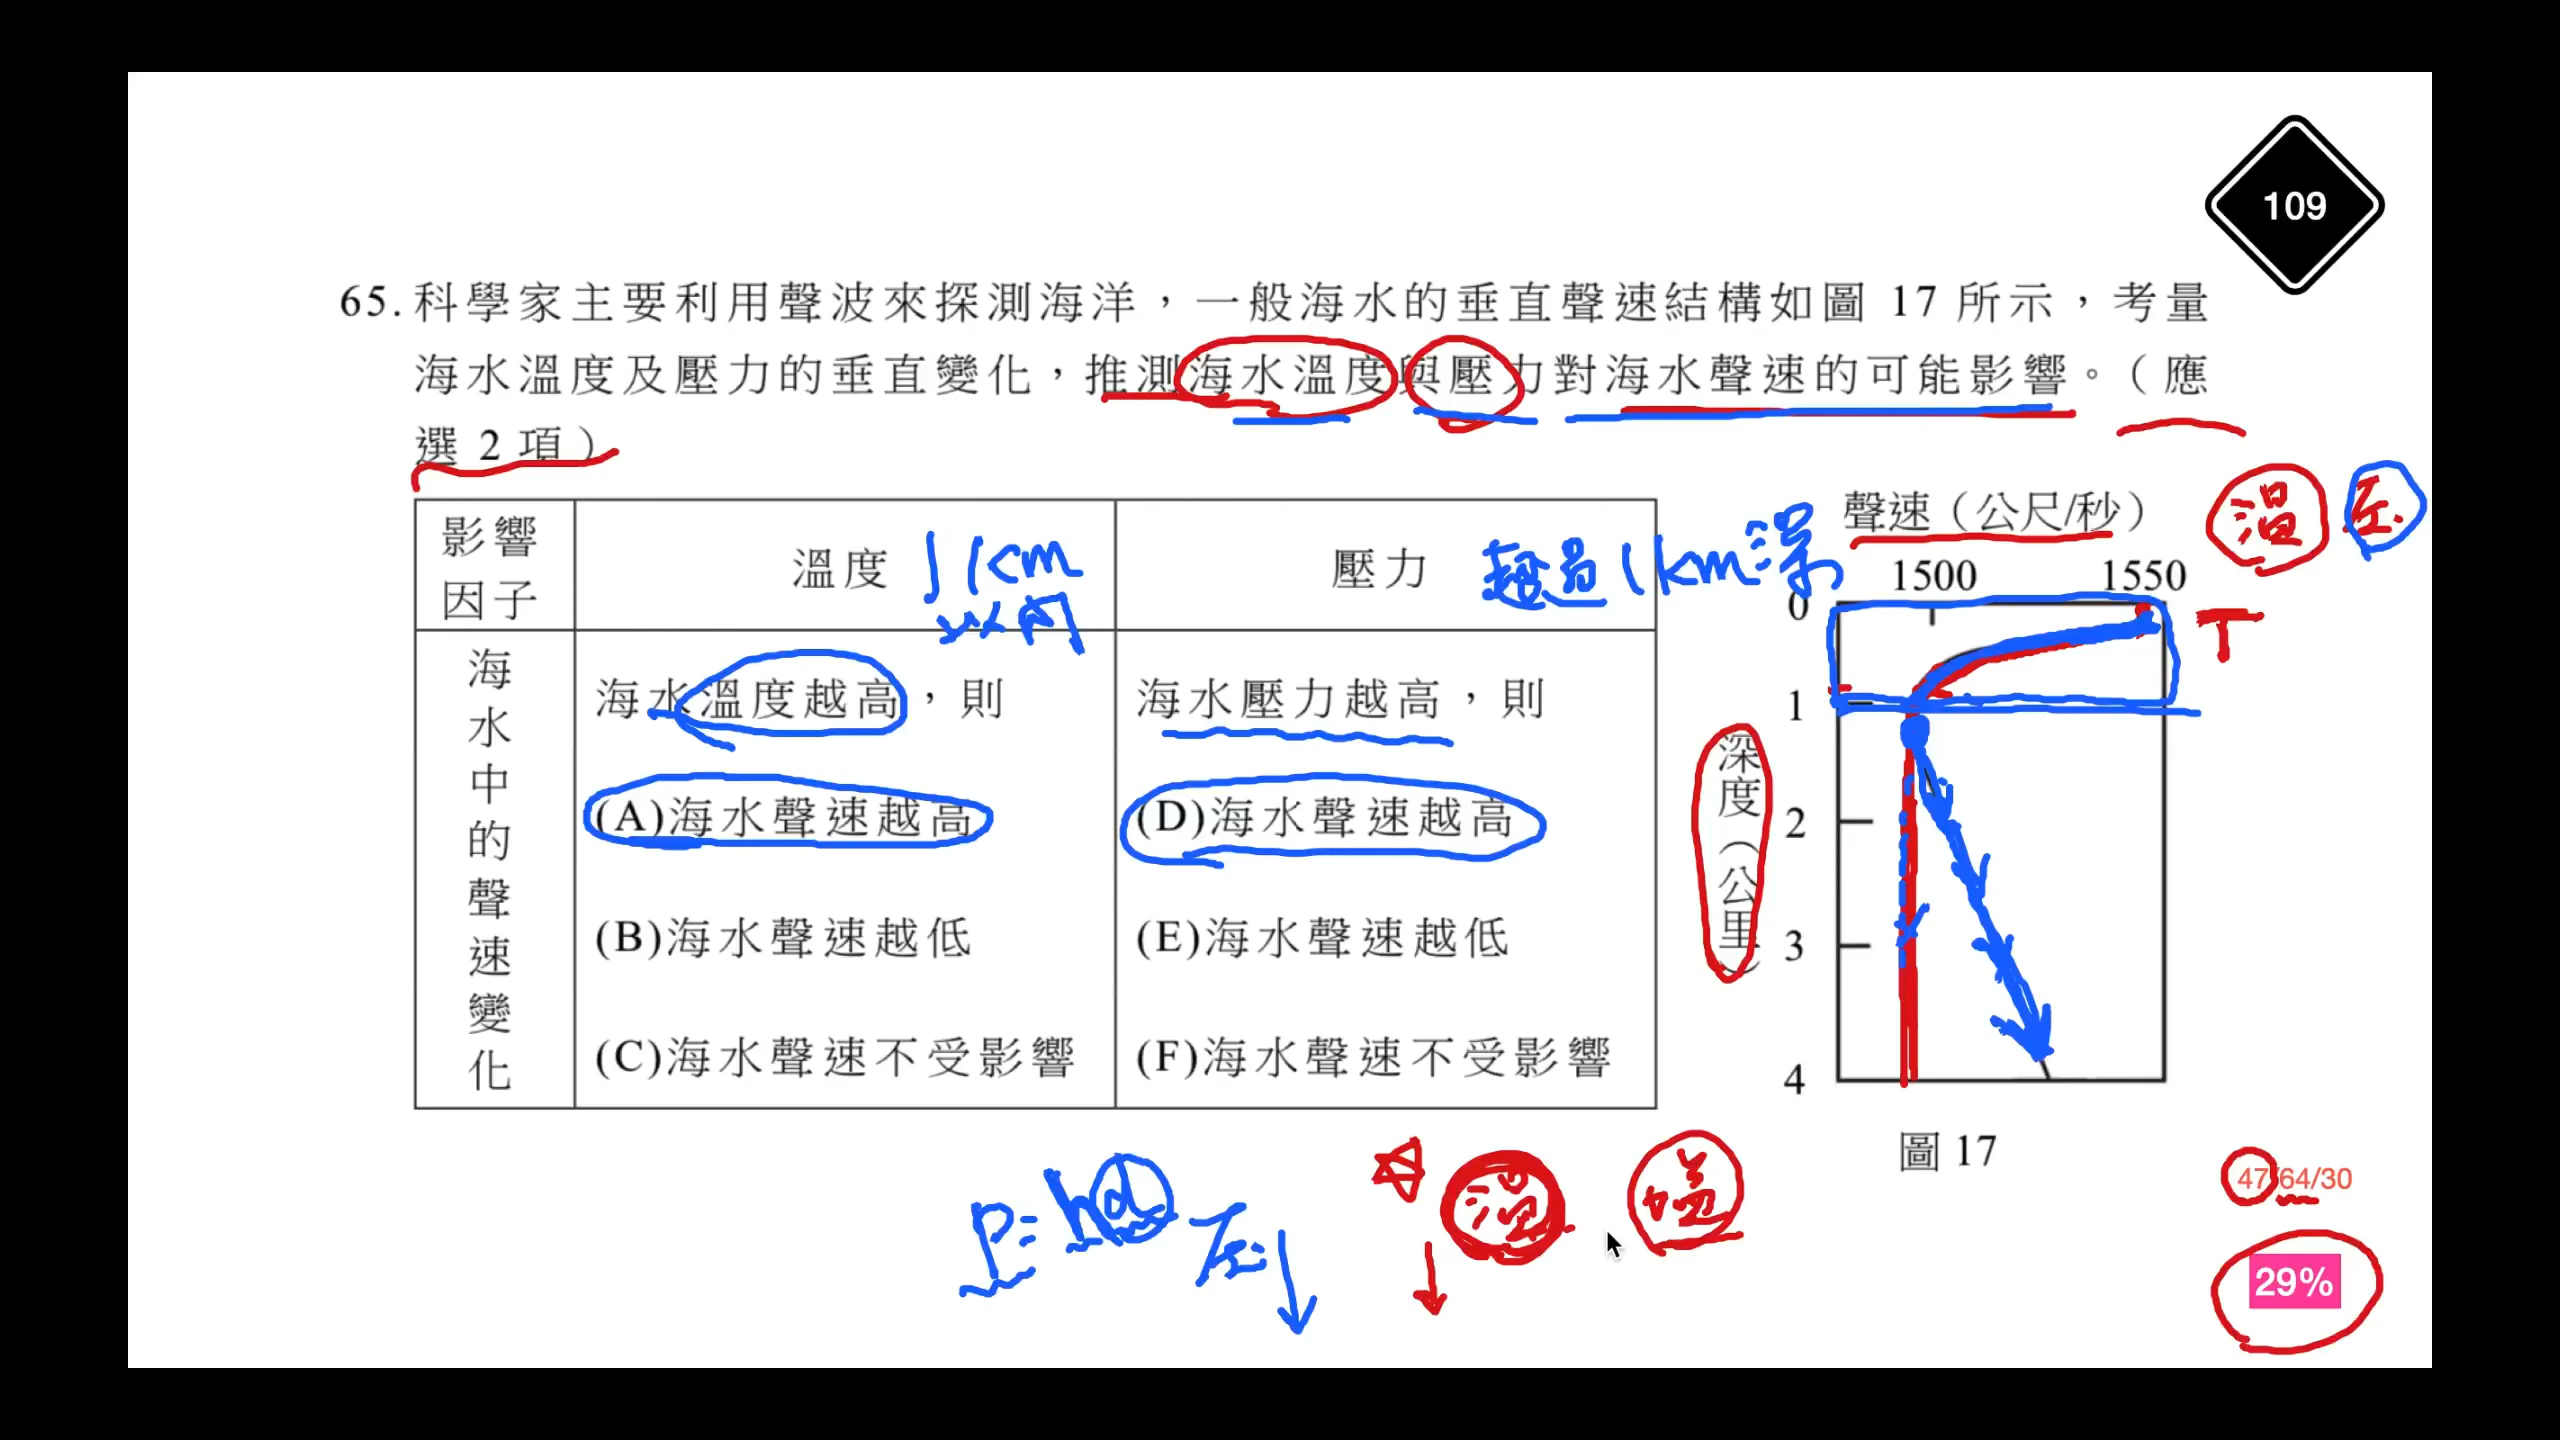 109
65. 科學家主要利用聲波來探測海洋，一般海水的垂直聲速結構如圖 17 所示，考量
海水溫度及壓力的垂直變化，推測海水溫度與壓力對海水聲速的可能影響。（應
選 2 項）
影響因子
溫度
1km
以內
壓力
超過1km深
海水中的聲速變化
海水溫度越高，則
(A)海水聲速越高
(B)海水聲速越低
(C)海水聲速不受影響
海水壓力越高，則
(D)海水聲速越高
(E)海水聲速越低
(F)海水聲速不受影響
聲速（公尺/秒）
溫 压
1500 1550
T
0
1
2
3
4
深度（公里）
圖 17
P=hd
温 塩
47/64/30
29%